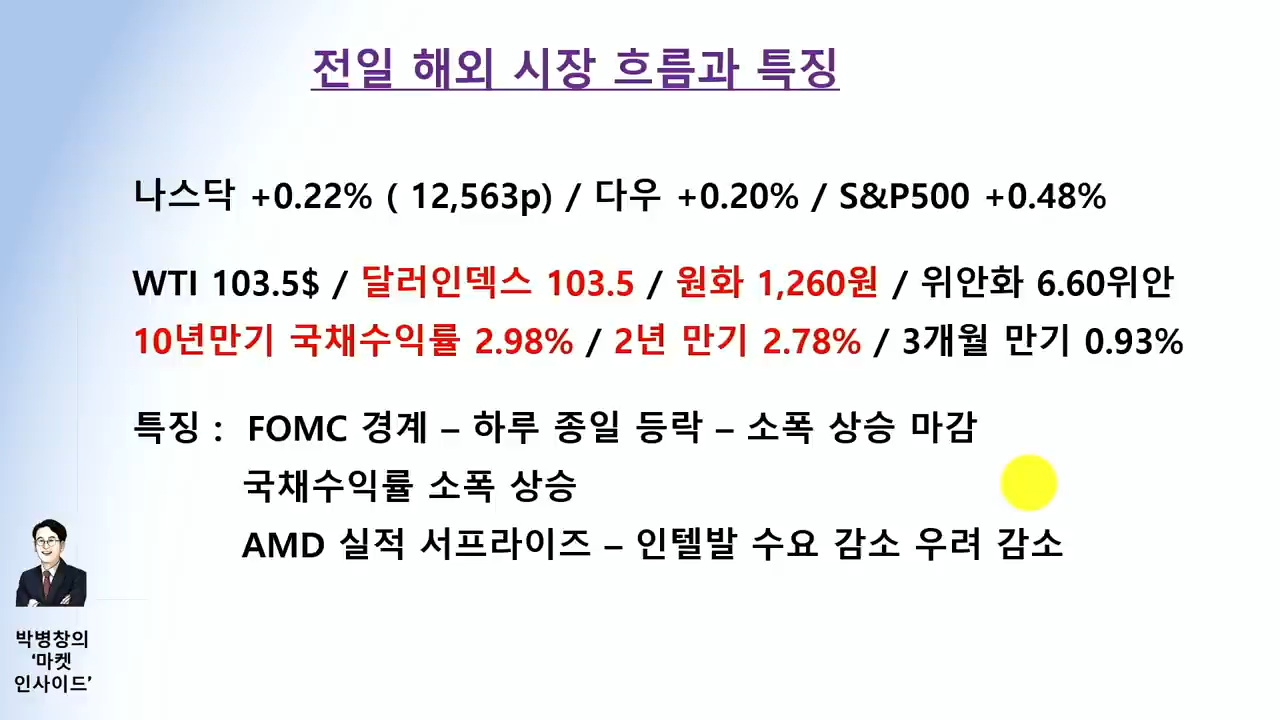 전일 해외 시장 흐름과 특징
나스닥 +0.22% ( 12,563p) / 다우 +0.20% / S&P500 +0.48%
WTI 103.5$ / 달러인덱스 103.5 / 원화 1,260원 / 위안화 6.60위안
10년만기 국채수익률 2.98% / 2년 만기 2.78% / 3개월 만기 0.93%
특징 : FOMC 경계 – 하루 종일 등락 – 소폭 상승 마감
국채수익률 소폭 상승
AMD 실적 서프라이즈 – 인텔발 수요 감소 우려 감소
박병창의
‘마켓
인사이드’